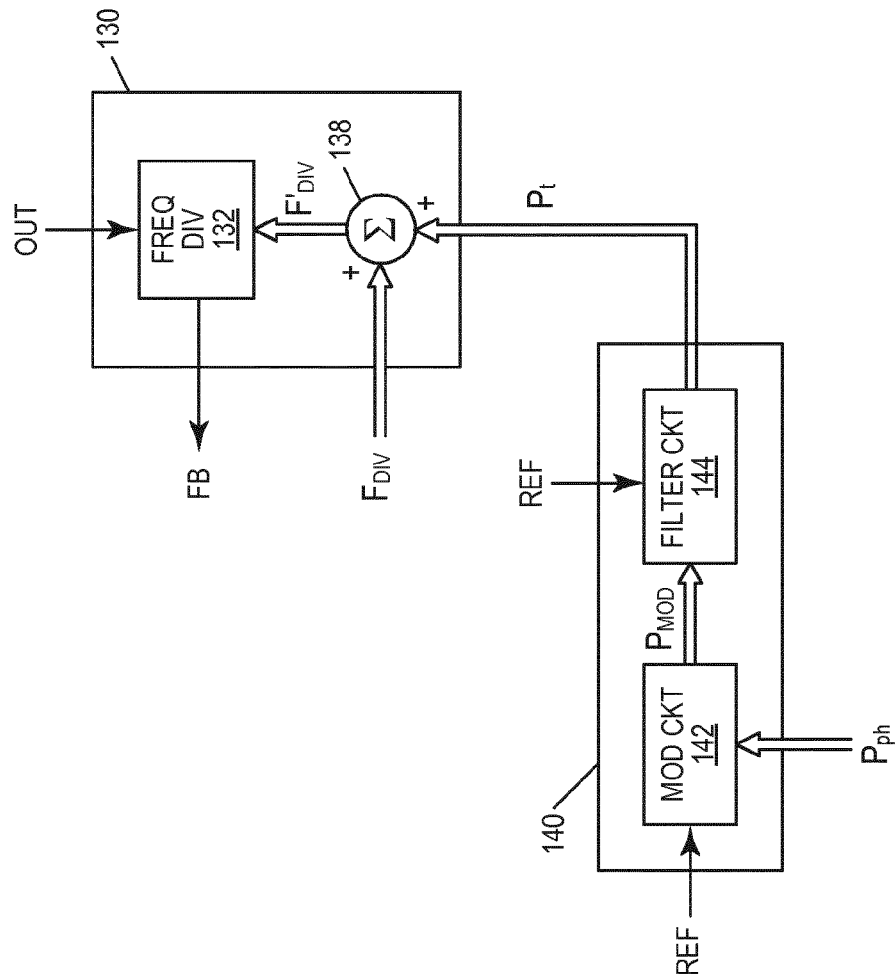 130
OUT
FREQ
DIV
132
F'DIV
138
Σ
+
+
FB
FDIV
Pt
REF
FILTER CKT
144
PMOD
MOD CKT
142
140
REF
Pph